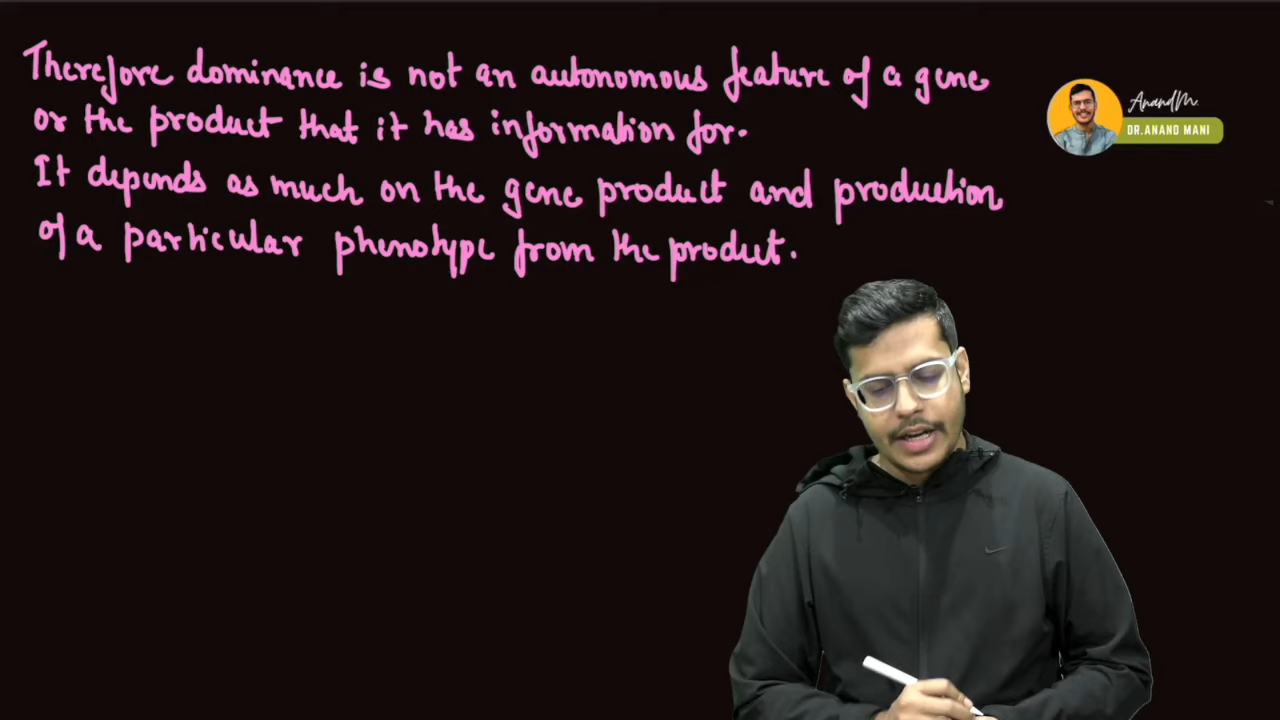 Therefore dominance is not an autonomous feature of a gene
or the product that it has information for.
It depends as much on the gene product and production
of a particular phenotype from the product.
AnandM.
DR.ANAND MANI